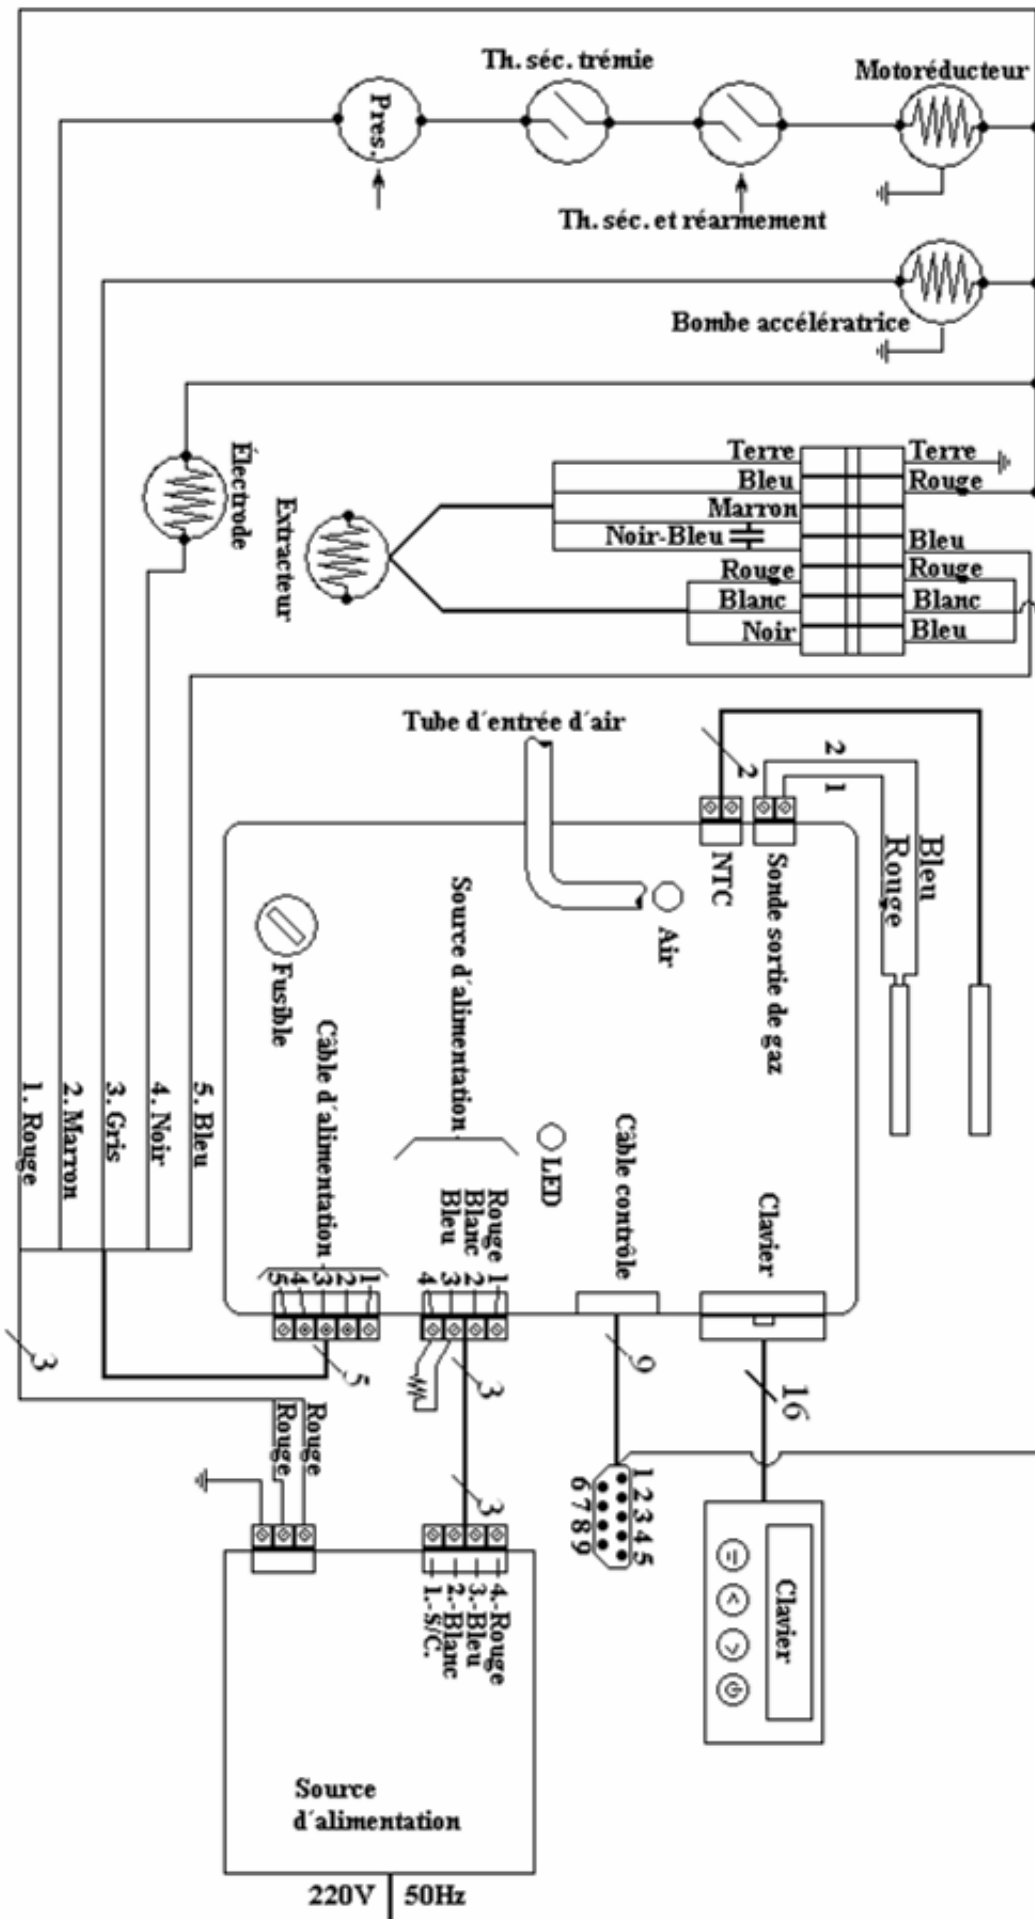 Th. séc. trémie
Motoréducteur
Pres.
Th. séc. et réarmement
Bombe accélératrice
Électrode
Extracteur
Terre
Bleu
Marron
Noir-Bleu
Rouge
Blanc
Noir
Terre
Rouge
Bleu
Rouge
Blanc
Bleu
Tube d´entrée d´air
2
2
1
Bleu
Rouge
NTC
Sonde sortie de gaz
Air
Source d´alimentation
Fusible
Câble d´alimentation
LED
Câble contrôle
Clavier
Rouge
Blanc
Bleu
1
2
3
4
5
1
2
3
4
5. Bleu
4. Noir
3. Gris
2. Marron
1. Rouge
3
5
3
9
16
Rouge
Rouge
3
1 2 3 4 5
6 7 8 9
4.-Rouge
3.-Bleu
2.-Blanc
1.-S/C.
Clavier
= < >
Source
d´alimentation
220V 50Hz